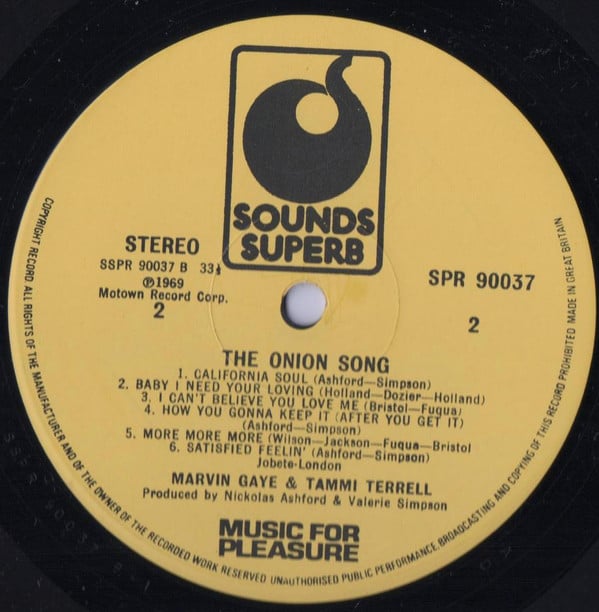 SOUNDS
SUPERB
STEREO
SSPR 90037 B 33⅓
Ⓟ1969
Motown Record Corp.
2
SPR 90037
2
THE ONION SONG
1. CALIFORNIA SOUL (Ashford—Simpson)
2. BABY I NEED YOUR LOVING (Holland—Dozier—Holland)
3. I CAN'T BELIEVE YOU LOVE ME (Bristol—Fuqua)
4. HOW YOU GONNA KEEP IT (AFTER YOU GET IT)
(Ashford—Simpson)
5. MORE MORE MORE (Wilson—Jackson—Fuqua—Bristol
6. SATISFIED FEELIN' (Ashford—Simpson)
Jobete-London
MARVIN GAYE & TAMMI TERRELL
Produced by Nickolas Ashford & Valerie Simpson
MUSIC FOR
PLEASURE
COPYRIGHT RECORD ALL RIGHTS OF THE MANUFACTURER AND OF THE OWNER OF THE RECORDED WORK RESERVED UNAUTHORISED PUBLIC PERFORMANCE, BROADCASTING AND COPYING OF THIS RECORD PROHIBITED MADE IN GREAT BRITAIN